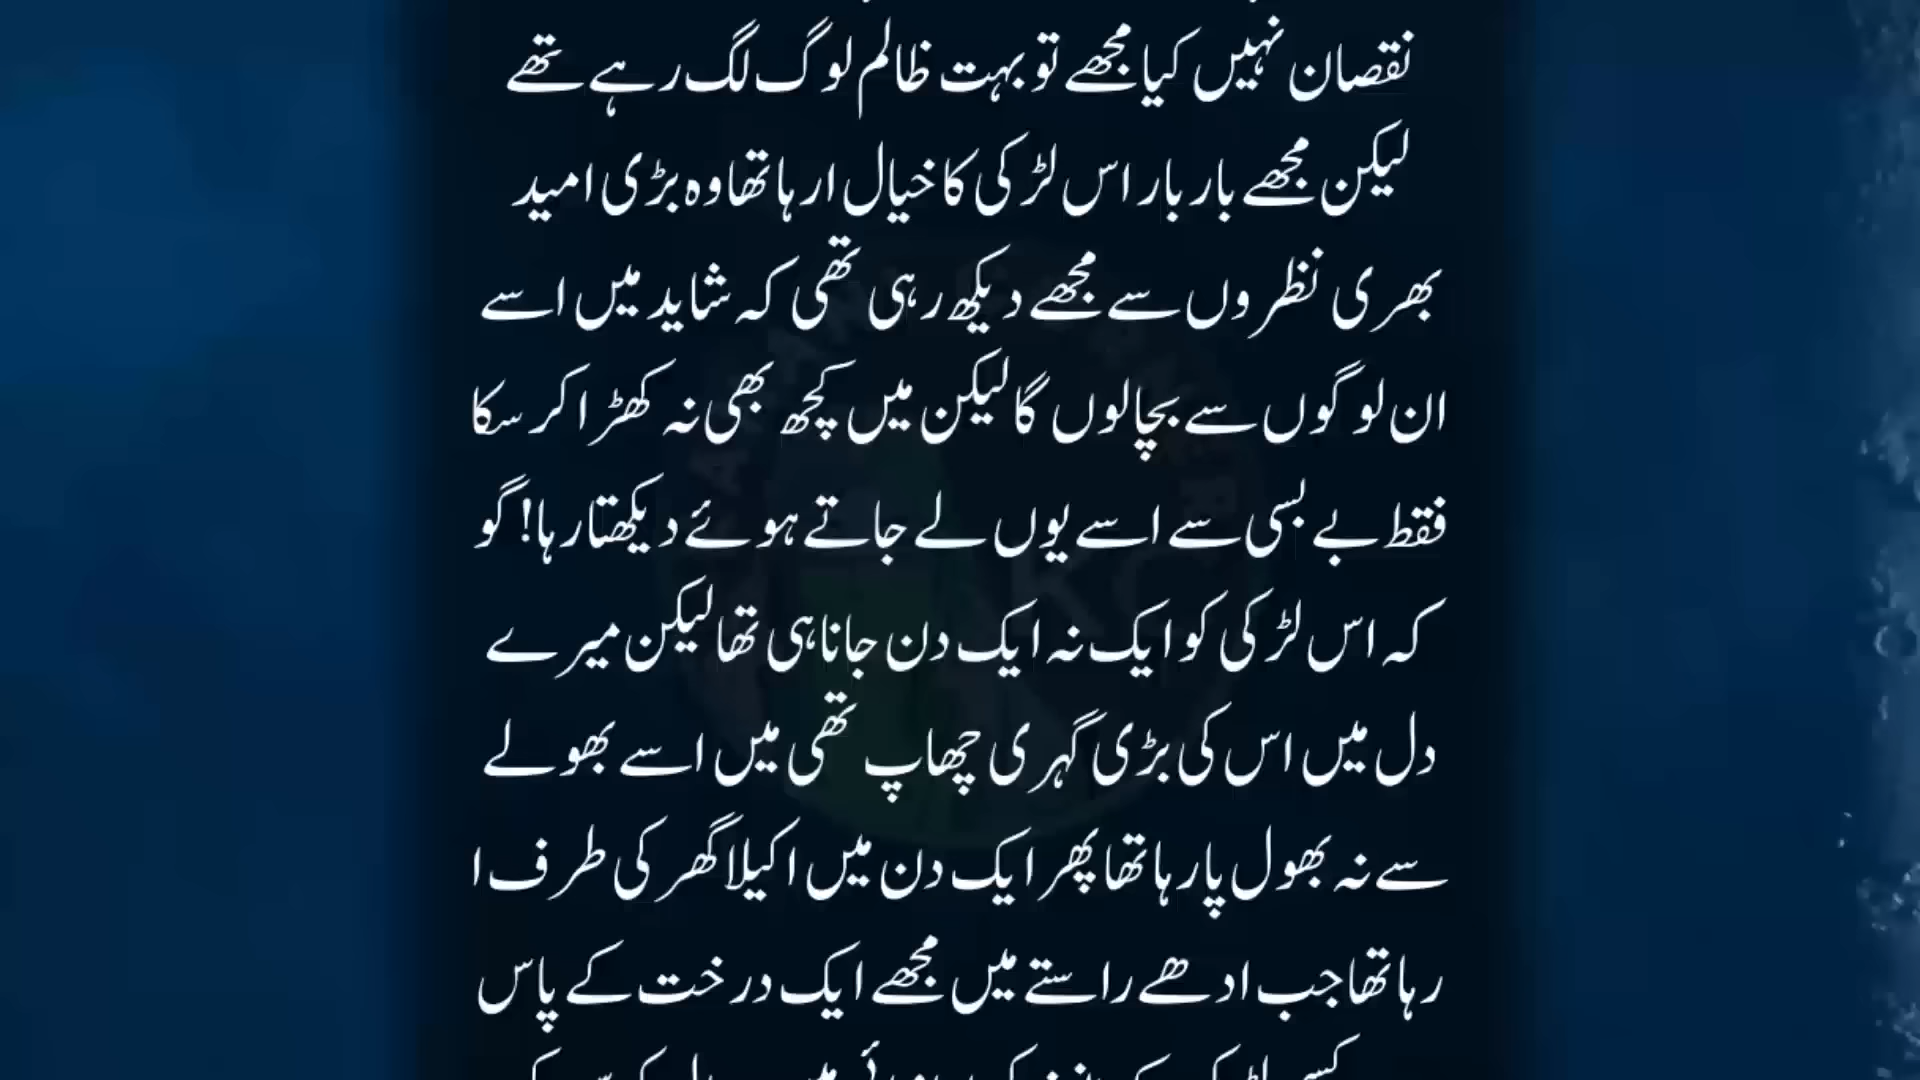 نقصان نہیں کیا مجھے تو بہت ظالم لوگ لگ رہے تھے
لیکن مجھے بار بار اس لڑکی کا خیال ارہا تھا وہ بڑی امید
بھری نظروں سے مجھے دیکھ رہی تھی کہ شاید میں اسے
ان لوگوں سے بچا لوں گا لیکن میں کچھ بھی نہ کھڑا کر سکا
فقط بے بسی سے اسے یوں لے جاتے ہوئے دیکھتا رہا! گو
کہ اس لڑکی کو ایک نہ ایک دن جانا ہی تھا لیکن میرے
دل میں اس کی بڑی گہری چھاپ تھی میں اسے بھولے
سے نہ بھول پا رہا تھا پھر ایک دن میں اکیلا گھر کی طرف ا
رہا تھا جب ادھے راستے میں مجھے ایک درخت کے پاس